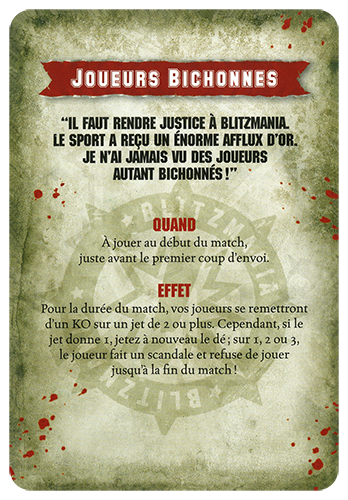 JOUEURS BICHONNES
“IL FAUT RENDRE JUSTICE À BLITZMANIA.
LE SPORT A REÇU UN ÉNORME AFFLUX D’OR.
JE N’AI JAMAIS VU DES JOUEURS
AUTANT BICHONNÉS !”
QUAND
À jouer au début du match,
juste avant le premier coup d’envoi.
EFFET
Pour la durée du match, vos joueurs se remettront
d’un KO sur un jet de 2 ou plus. Cependant, si le
jet donne 1, jetez à nouveau le dé ; sur 1, 2 ou 3,
le joueur fait un scandale et refuse de jouer
jusqu’à la fin du match !